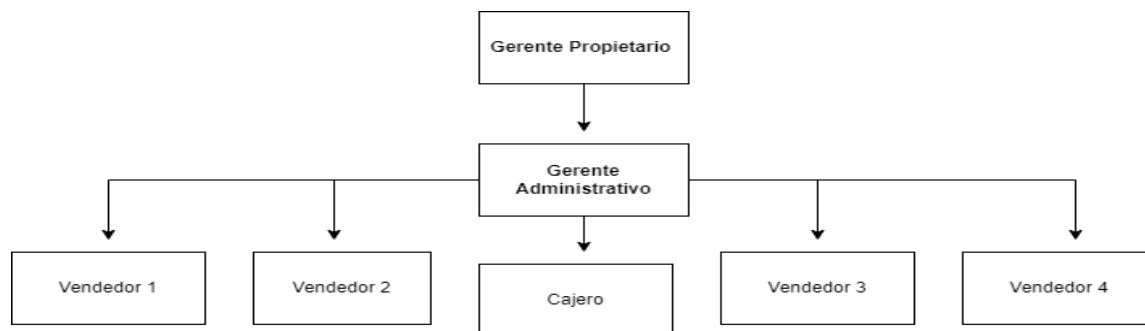 Gerente Propietario
Gerente
Administrativo
Vendedor 1
Vendedor 2
Cajero
Vendedor 3
Vendedor 4